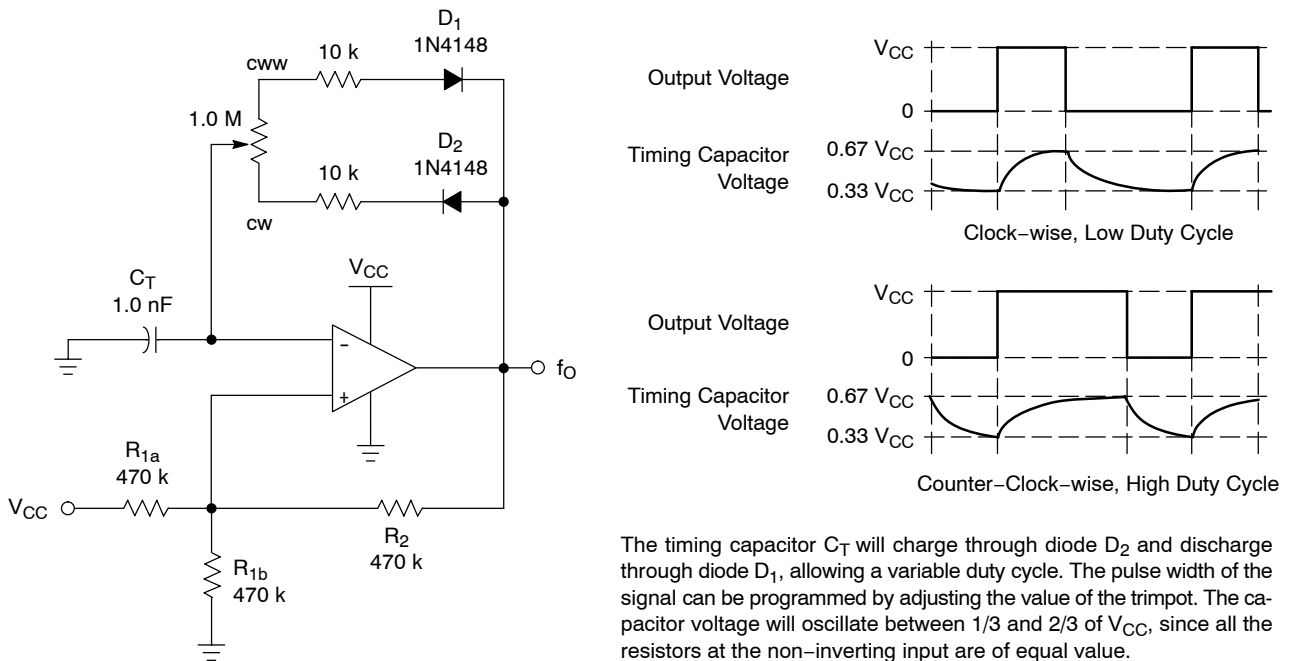 D1
1N4148
10 k
cww
1.0 M
D2
1N4148
10 k
cw
CT
1.0 nF
VCC
-
+
fO
R1a
470 k
VCC
R2
470 k
R1b
470 k
VCC
Output Voltage
0
0.67 VCC
Timing Capacitor
Voltage
0.33 VCC
Clock−wise, Low Duty Cycle
VCC
Output Voltage
0
0.67 VCC
Timing Capacitor
Voltage
0.33 VCC
Counter−Clock−wise, High Duty Cycle
The timing capacitor CT will charge through diode D2 and discharge
through diode D1, allowing a variable duty cycle. The pulse width of the
signal can be programmed by adjusting the value of the trimpot. The ca-
pacitor voltage will oscillate between 1/3 and 2/3 of VCC, since all the
resistors at the non−inverting input are of equal value.